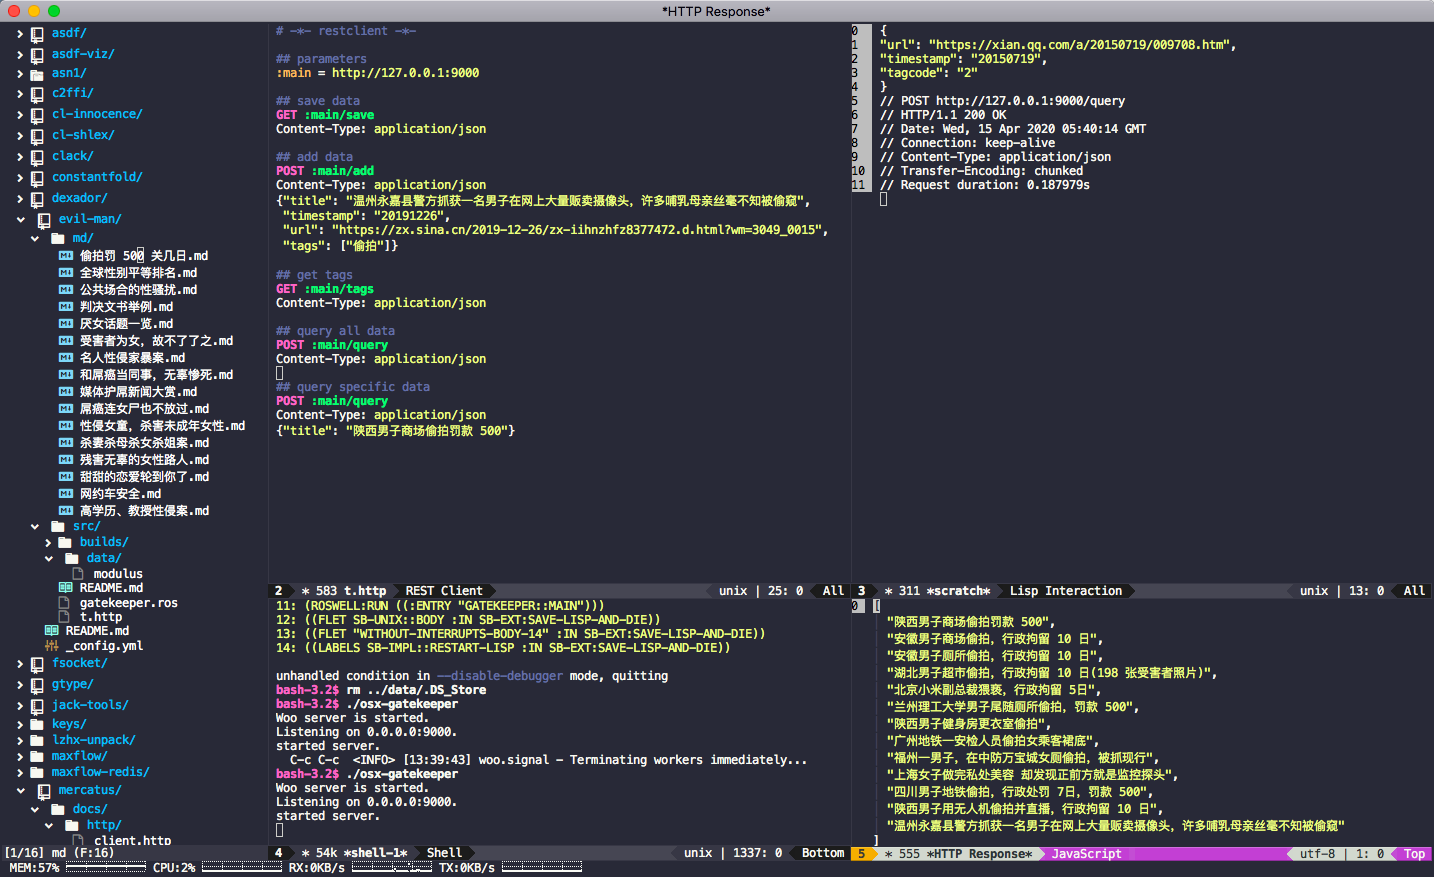 *HTTP Response*
asdf/
asdf-viz/
asn1/
c2ffi/
cl-innocence/
cl-shlex/
clack/
constantfold/
dexador/
evil-man/
md/
偷拍罚 500 关几日.md
全球性别平等排名.md
公共场合的性骚扰.md
判决文书举例.md
厌女话题一览.md
受害者为女，故不了了之.md
名人性侵家暴案.md
和屌癌当同事，无辜惨死.md
媒体护屌新闻大赏.md
屌癌连女尸也不放过.md
性侵女童，杀害未成年女性.md
杀妻杀母杀女杀姐案.md
残害无辜的女性路人.md
甜甜的恋爱轮到你了.md
网约车安全.md
高学历、教授性侵案.md
src/
builds/
data/
modulus
README.md
gatekeeper.ros
t.http
README.md
_config.yml
fsocket/
gtype/
jack-tools/
keys/
lzhx-unpack/
maxflow/
maxflow-redis/
mercatus/
docs/
http/
client.http
[1/16] md (F:16)
# -*- restclient -*-
## parameters
:main = http://127.0.0.1:9000
## save data
GET :main/save
Content-Type: application/json
## add data
POST :main/add
Content-Type: application/json
{"title": "温州永嘉县警方抓获一名男子在网上大量贩卖摄像头，许多哺乳母亲丝毫不知被偷窥",
"timestamp": "20191226",
"url": "https://zx.sina.cn/2019-12-26/zx-iihnzhfz8377472.d.html?wm=3049_0015",
"tags": ["偷拍"]}
## get tags
GET :main/tags
Content-Type: application/json
## query all data
POST :main/query
Content-Type: application/json
## query specific data
POST :main/query
Content-Type: application/json
{"title": "陕西男子商场偷拍罚款 500"}
2 * 583 t.http REST Client unix | 25: 0 All
11: (ROSWELL:RUN ((:ENTRY "GATEKEEPER::MAIN")))
12: ((FLET SB-UNIX::BODY :IN SB-EXT:SAVE-LISP-AND-DIE))
13: ((FLET "WITHOUT-INTERRUPTS-BODY-14" :IN SB-EXT:SAVE-LISP-AND-DIE))
14: ((LABELS SB-IMPL::RESTART-LISP :IN SB-EXT:SAVE-LISP-AND-DIE))
unhandled condition in --disable-debugger mode, quitting
bash-3.2$ rm ../data/.DS_Store
bash-3.2$ ./osx-gatekeeper
Woo server is started.
Listening on 0.0.0.0:9000.
started server.
C-c C-c <INFO> [13:39:43] woo.signal - Terminating workers immediately...
bash-3.2$ ./osx-gatekeeper
Woo server is started.
Listening on 0.0.0.0:9000.
started server.
4 * 54k *shell-1* Shell unix | 1337: 0 Bottom
0 {
1 "url": "https://xian.qq.com/a/20150719/009708.htm",
2 "timestamp": "20150719",
3 "tagcode": "2"
4 }
5 // POST http://127.0.0.1:9000/query
6 // HTTP/1.1 200 OK
7 // Date: Wed, 15 Apr 2020 05:40:14 GMT
8 // Connection: keep-alive
9 // Content-Type: application/json
10 // Transfer-Encoding: chunked
11 // Request duration: 0.187979s
3 * 311 *scratch* Lisp Interaction unix | 13: 0 All
0 [
"陕西男子商场偷拍罚款 500",
"安徽男子商场偷拍，行政拘留 10 日",
"安徽男子厕所偷拍，行政拘留 10 日",
"湖北男子超市偷拍，行政拘留 10 日(198 张受害者照片)",
"北京小米副总裁猥亵，行政拘留 5日",
"兰州理工大学男子尾随厕所偷拍，罚款 500",
"陕西男子健身房更衣室偷拍",
"广州地铁一安检人员偷拍女乘客裙底",
"福州一男子，在中防万宝城女厕偷拍，被抓现行",
"上海女子做完私处美容 却发现正前方就是监控探头",
"四川男子地铁偷拍，行政处罚 7日，罚款 500",
"陕西男子用无人机偷拍并直播，行政拘留 10 日",
"温州永嘉县警方抓获一名男子在网上大量贩卖摄像头，许多哺乳母亲丝毫不知被偷窥"
]
5 * 555 *HTTP Response* JavaScript utf-8 | 1: 0 Top
MEM:57% CPU:2% RX:0KB/s TX:0KB/s